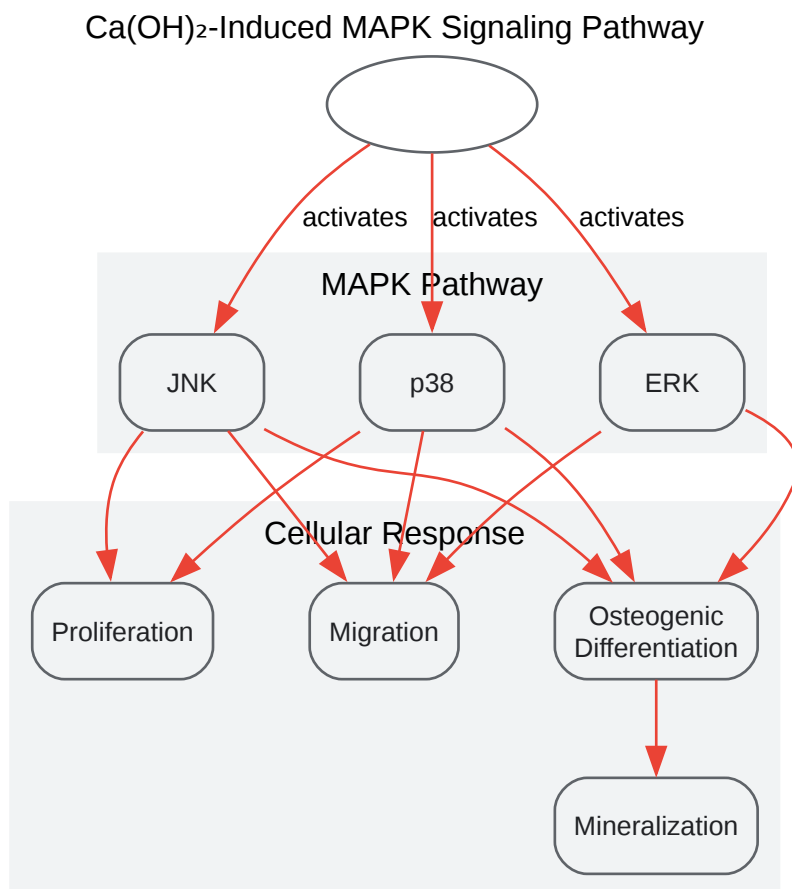 Ca(OH)₂-Induced MAPK Signaling Pathway
activates activates activates
MAPK Pathway
JNK p38 ERK
Cellular Response
Proliferation Migration Osteogenic
Differentiation
Mineralization